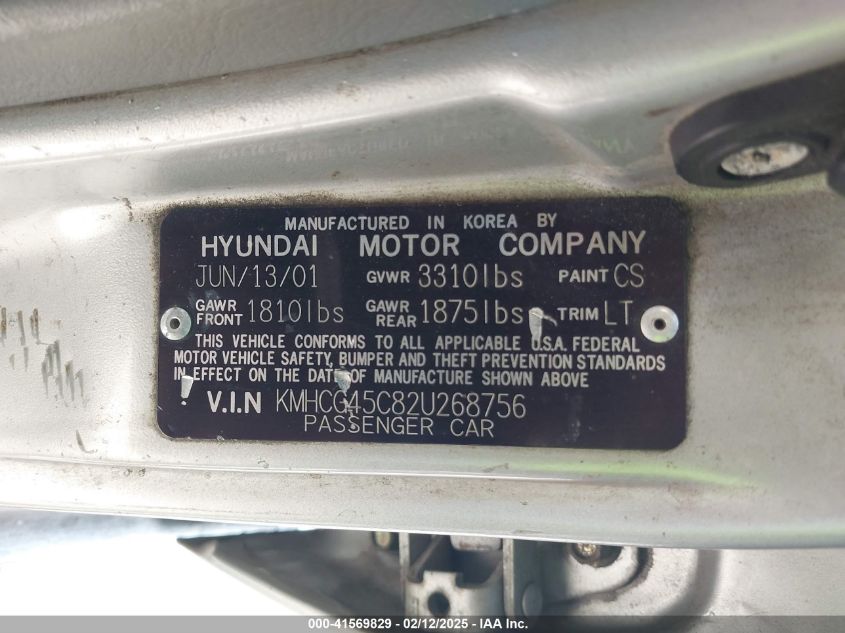 MANUFACTURED IN KOREA BY
HYUNDAI MOTOR COMPANY
JUN/13/01 GVWR 3310lbs PAINT CS
GAWR FRONT 1810lbs GAWR REAR 1875lbs TRIM LT
THIS VEHICLE CONFORMS TO ALL APPLICABLE U.S.A. FEDERAL
MOTOR VEHICLE SAFETY, BUMPER AND THEFT PREVENTION STANDARDS
IN EFFECT ON THE DATE OF MANUFACTURE SHOWN ABOVE
V.I.N KMHCG45C82U268756
PASSENGER CAR
000-41569829 - 02/12/2025 - IAA Inc.